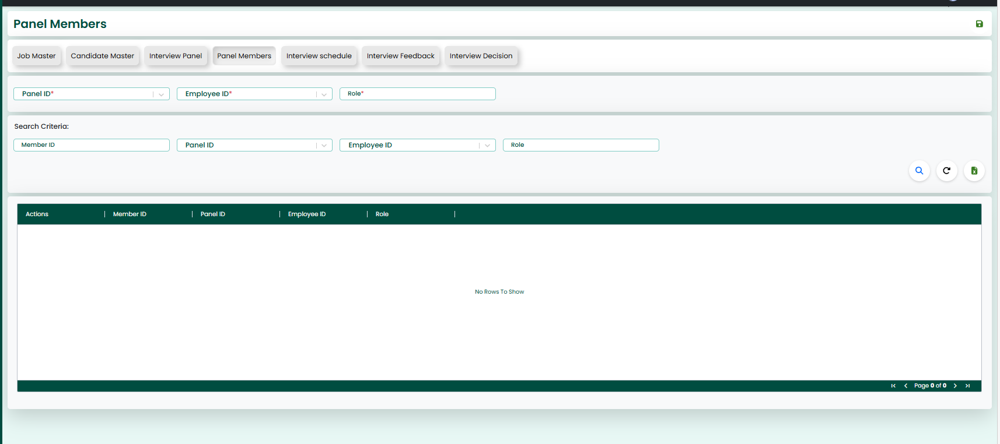 Panel Members
Job Master Candidate Master Interview Panel Panel Members Interview schedule Interview Feedback Interview Decision
Panel ID* Employee ID* Role*
Search Criteria:
Member ID Panel ID Employee ID Role
Actions Member ID Panel ID Employee ID Role
No Rows To Show
Page 0 of 0